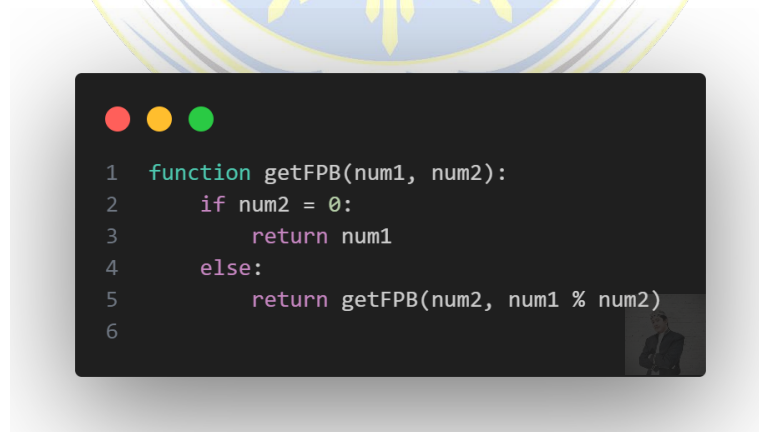 1 function getFPB(num1, num2):
2     if num2 = 0:
3         return num1
4     else:
5         return getFPB(num2, num1 % num2)
6